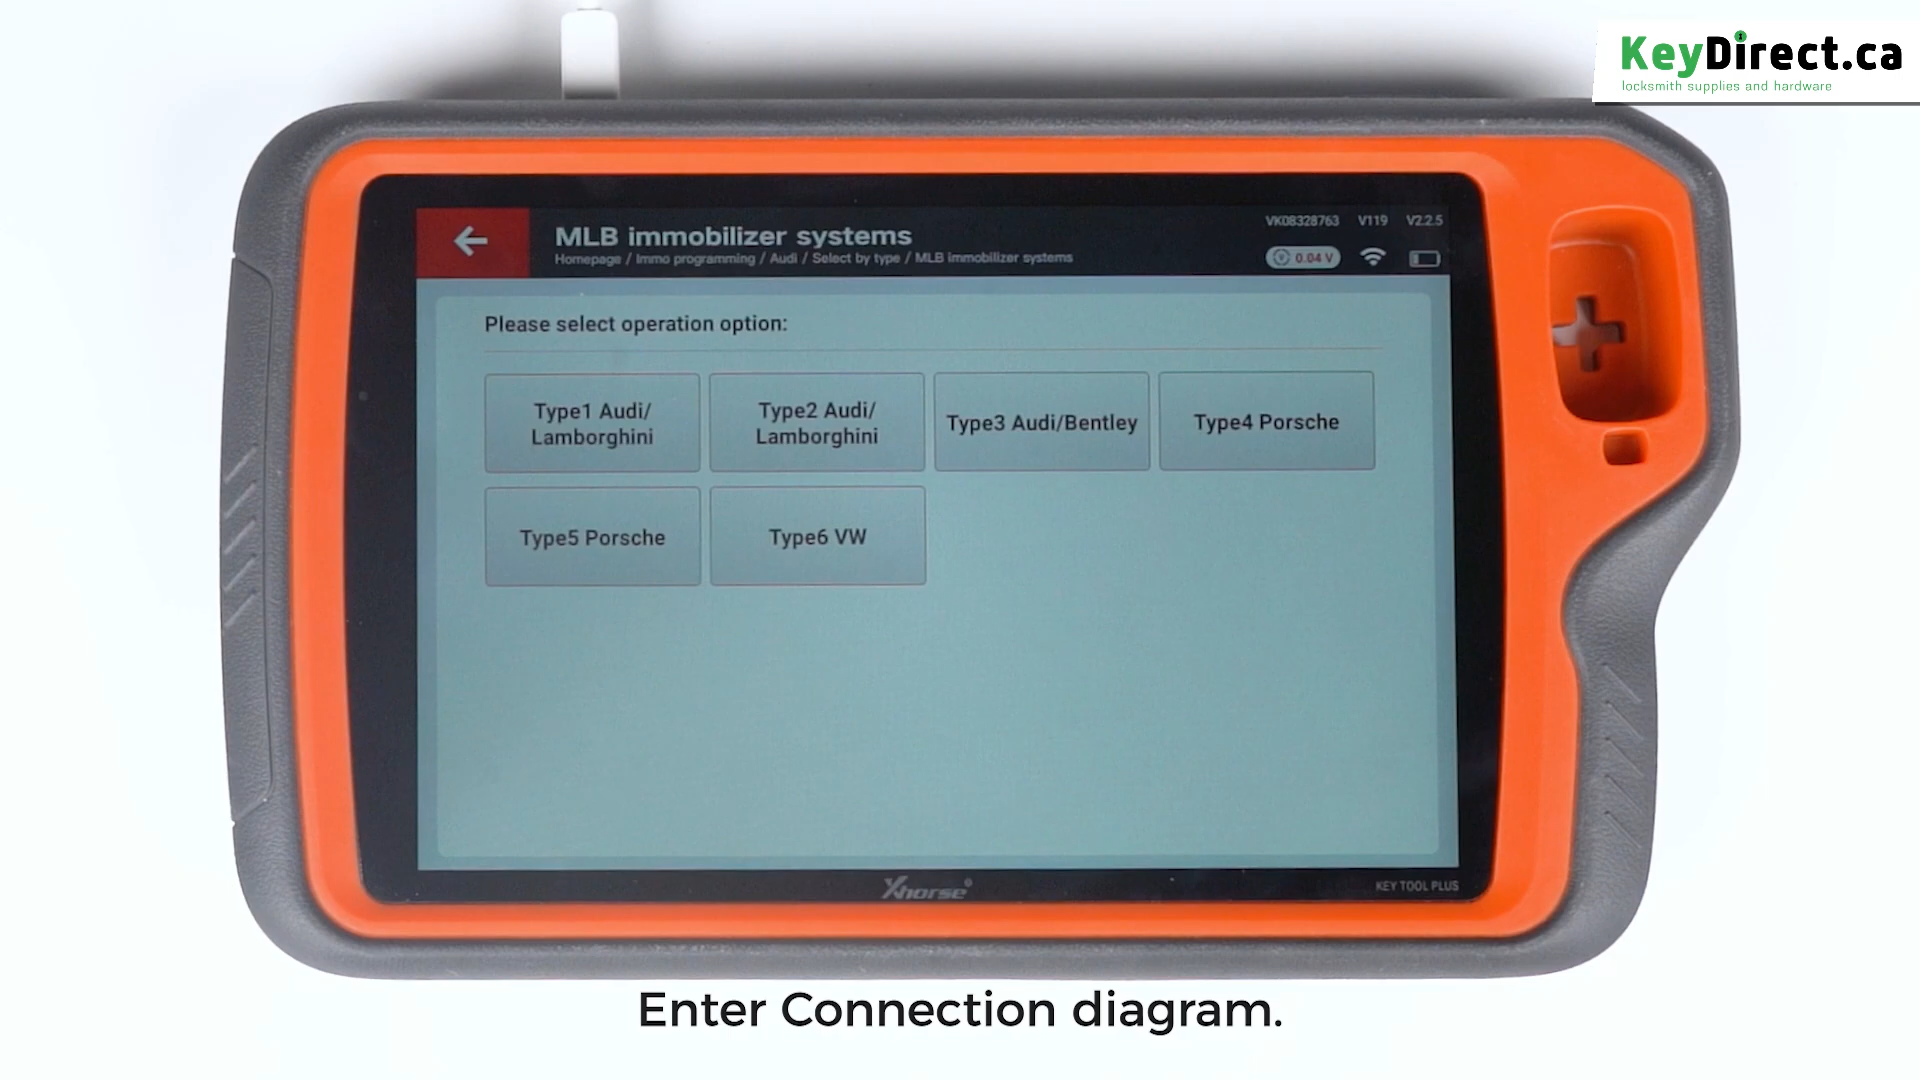 KeyDirect.ca
locksmith supplies and hardware
MLB immobilizer systems
VK08328763 V119 V2.2.5
Homepage / Immo programming / Audi / Select by type / MLB immobilizer systems
0.04 V
Please select operation option:
Type1 Audi/
Lamborghini
Type2 Audi/
Lamborghini
Type3 Audi/Bentley
Type4 Porsche
Type5 Porsche
Type6 VW
Xhorse
KEY TOOL PLUS
Enter Connection diagram.